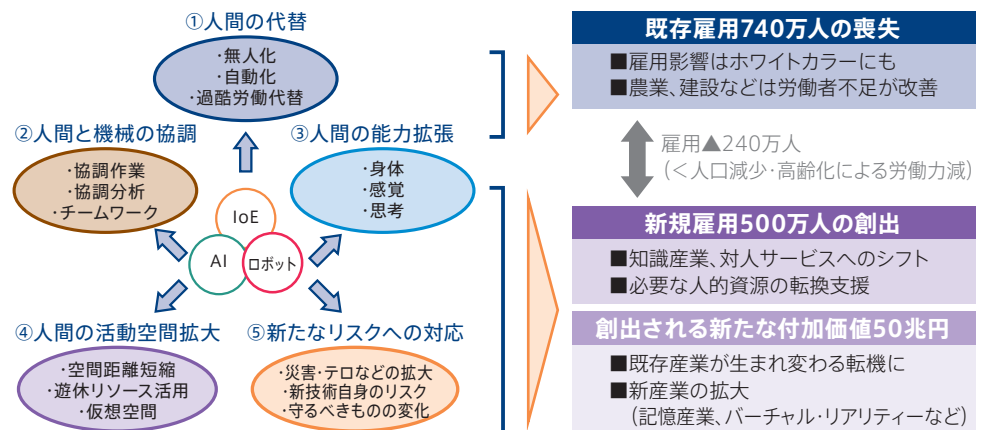 ①人間の代替
・無人化
・自動化
・過酷労働代替
②人間と機械の協調
・協調作業
・協調分析
・チームワーク
③人間の能力拡張
・身体
・感覚
・思考
IoE
AI
ロボット
④人間の活動空間拡大
・空間距離短縮
・遊休リソース活用
・仮想空間
⑤新たなリスクへの対応
・災害・テロなどの拡大
・新技術自身のリスク
・守るべきものの変化
既存雇用740万人の喪失
■雇用影響はホワイトカラーにも
■農業、建設などは労働者不足が改善
雇用▲240万人
(<人口減少・高齢化による労働力減)
新規雇用500万人の創出
■知識産業、対人サービスへのシフト
■必要な人的資源の転換支援
創出される新たな付加価値50兆円
■既存産業が生まれ変わる転機に
■新産業の拡大
(記憶産業、バーチャル・リアリティーなど)